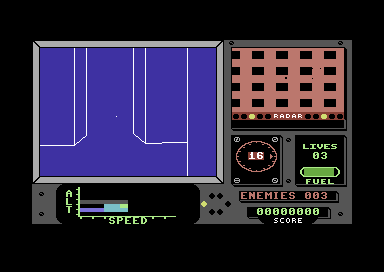 RADAR
16
LIVES
03
FUEL
ALT
SPEED
ENEMIES 003
00000000
SCORE